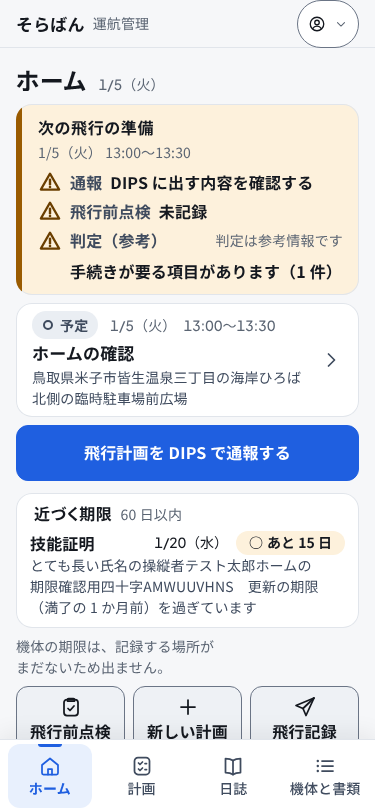 そらばん 運航管理
ホーム 1/5（火）
次の飛行の準備
1/5（火） 13:00〜13:30
通報 DIPS に出す内容を確認する
飛行前点検 未記録
判定（参考） 判定は参考情報です
手続きが要る項目があります（1 件）
予定 1/5（火） 13:00〜13:30
ホームの確認
鳥取県米子市皆生温泉三丁目の海岸ひろば
北側の臨時駐車場前広場
飛行計画を DIPS で通報する
近づく期限 60 日以内
技能証明 1/20（水） あと 15 日
とても長い氏名の操縦者テスト太郎ホームの
期限確認用四十字AMWUUVHNS 更新の期限
（満了の 1 か月前）を過ぎています
機体の期限は、記録する場所が
まだないため出ません。
飛行前点検 新しい計画 飛行記録
ホーム 計画 日誌 機体と書類